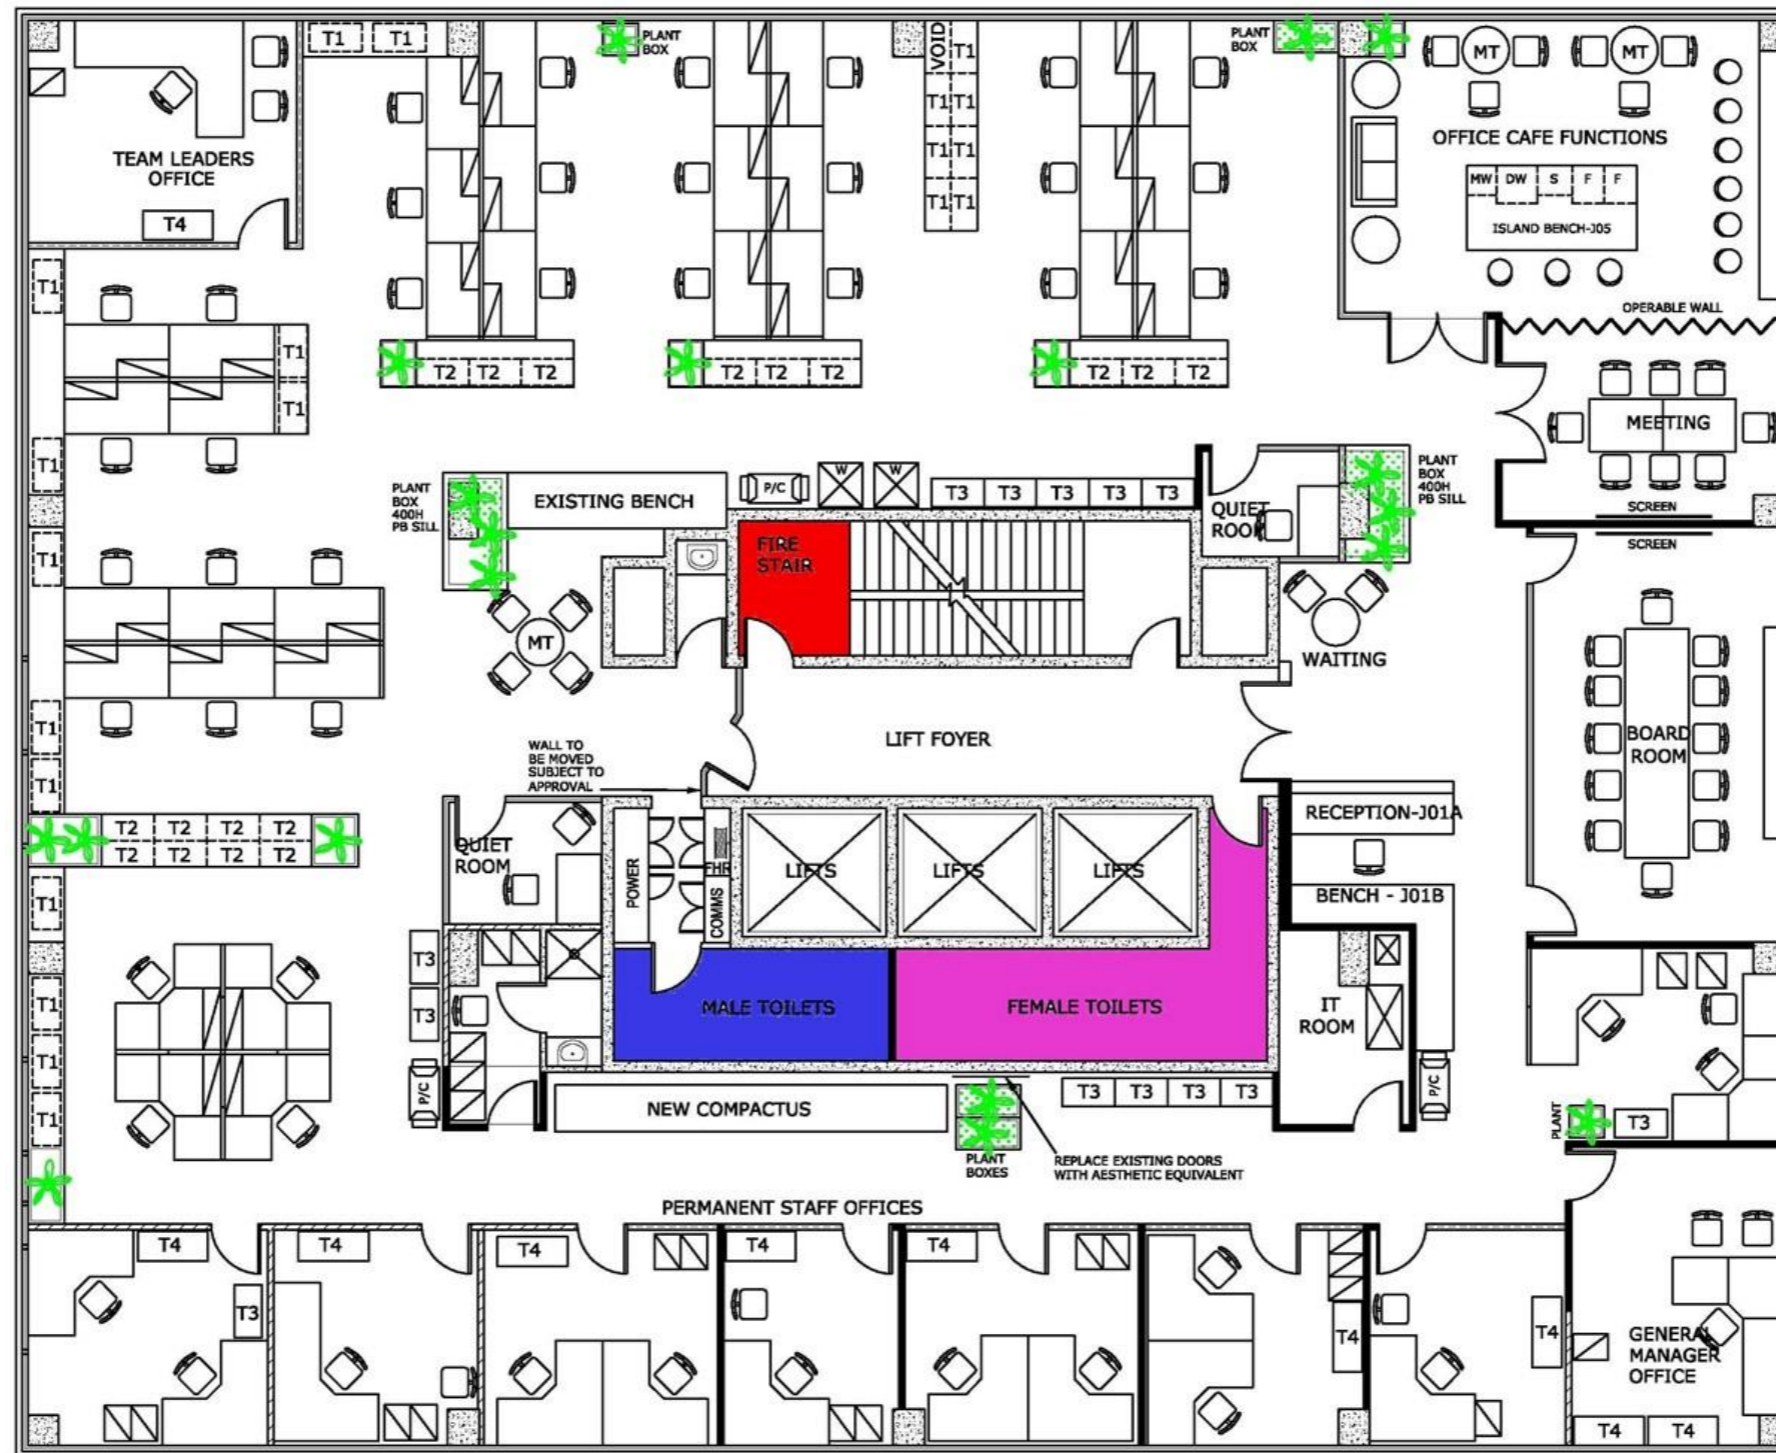 T1 T1
PLANT
BOX
VOID
T1
T1 T1
T1 T1
T1 T1
PLANT
BOX
MT
MT
TEAM LEADERS
OFFICE
T4
OFFICE CAFE FUNCTIONS
MW DW S F F
ISLAND BENCH-J05
OPERABLE WALL
T1
T1
T1
T2 T2 T2
T2 T2 T2
T2 T2 T2
MEETING
T1
PLANT
BOX
400H
PB SILL
EXISTING BENCH
P/C
W
W
T3 T3 T3 T3 T3
QUIET
ROOM
PLANT
BOX
400H
PB SILL
SCREEN
SCREEN
T1
FIRE
STAIR
MT
WAITING
T1
T1
WALL TO
BE MOVED
SUBJECT TO
APPROVAL
LIFT FOYER
BOARD
ROOM
T2 T2 T2 T2
T2 T2 T2 T2
QUIET
ROOM
POWER
FHR
COMMS
LIFTS
LIFTS
LIFTS
RECEPTION-J01A
BENCH - J01B
T1
T3
T3
P/C
MALE TOILETS
FEMALE TOILETS
IT
ROOM
P/C
T1
T1
T1
NEW COMPACTUS
T3 T3 T3 T3
PLANT
BOXES
REPLACE EXISTING DOORS
WITH AESTHETIC EQUIVALENT
PLANT
T3
PERMANENT STAFF OFFICES
T4
T3
T4
T4
T4
T4
T4
T4
GENERAL
MANAGER
OFFICE
T4 T4